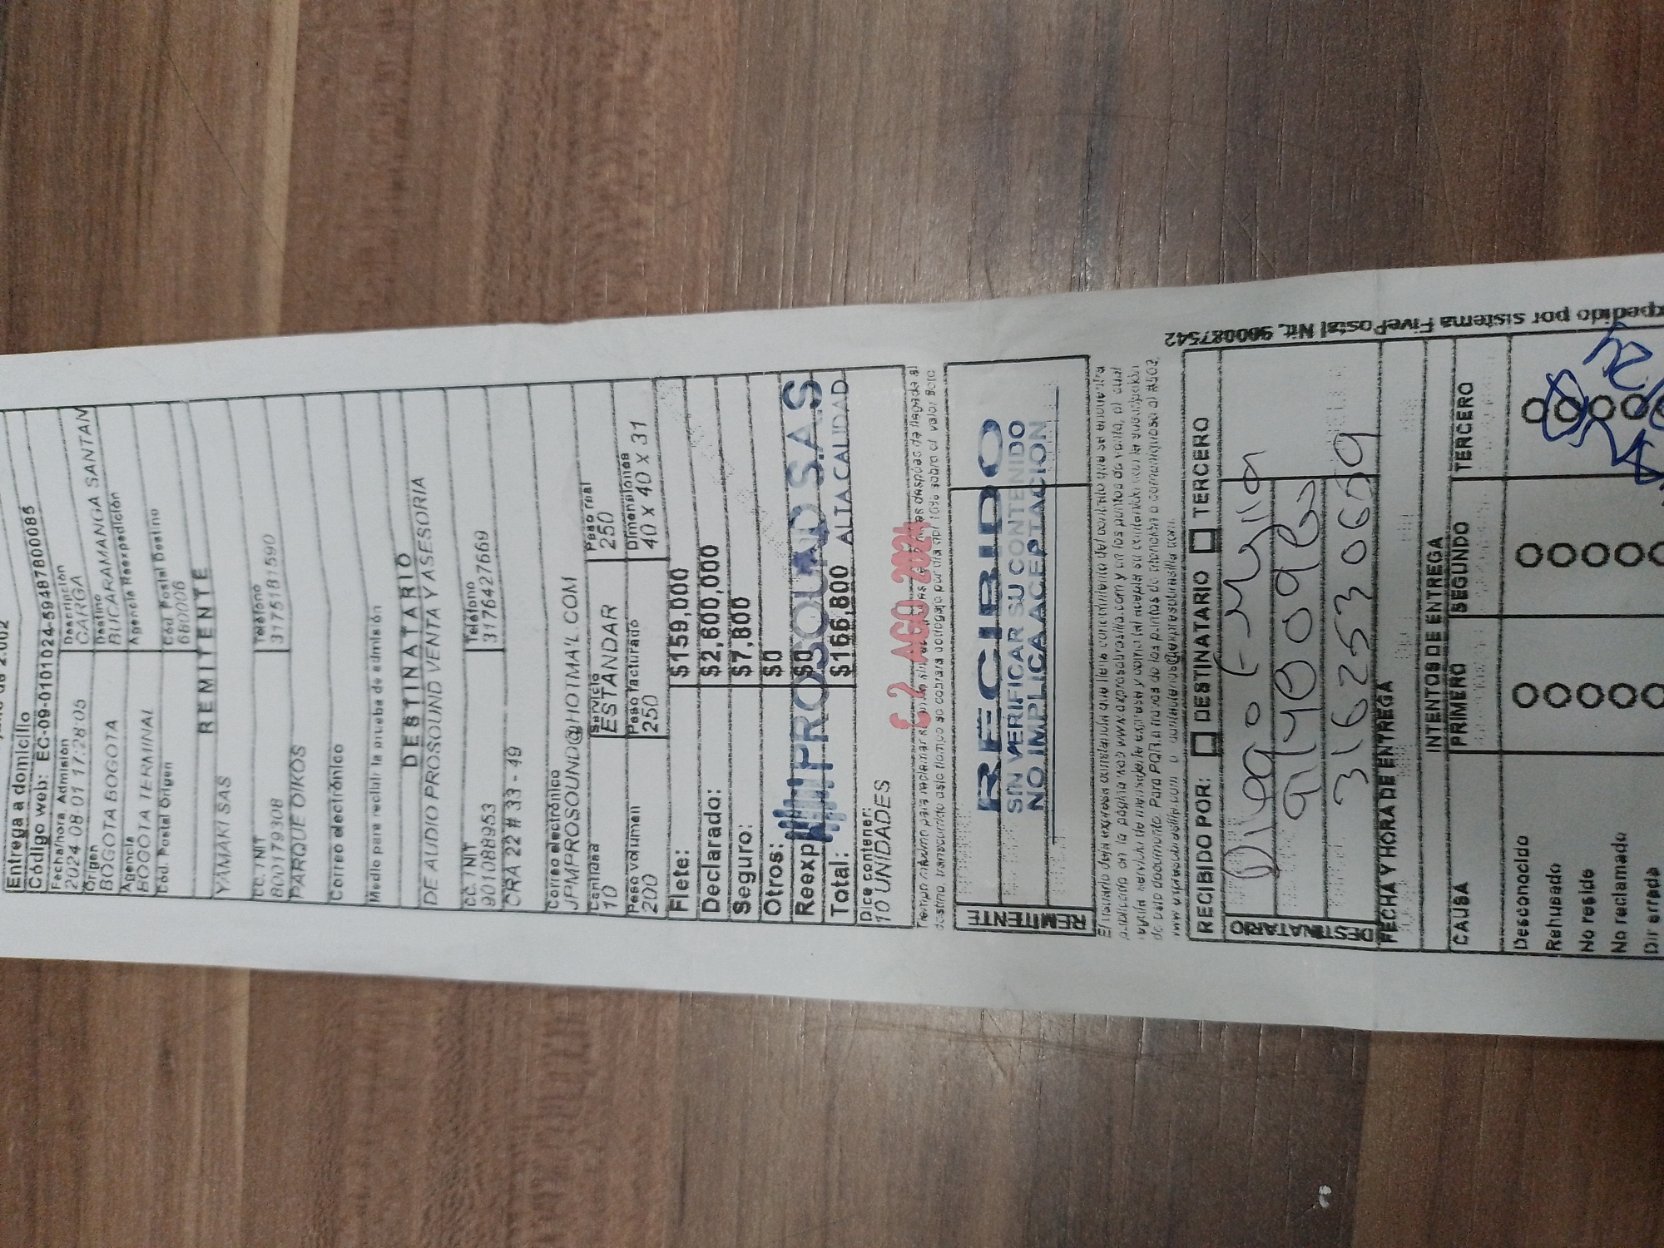 Entrega a domicilio
Código web: EC-09-0101024-59487800085
Fecha/hora Admisión Descripción
2024 08 01 17:28:05 CARGA
Origen Destino
BOGOTA BOGOTA BUCARAMANGA SANTAN
Agencia Agencia Reexpedición
BOGOTA TERMINAL
Cód Postal Origen Cód Postal Destino
680006
REMITENTE
YAMAKI SAS
CC. / NIT Teléfono
800179308 3175181590
PARQUE OIKOS
Correo electrónico
Medio para recibir la prueba de admisión
DESTINATARIO
DE AUDIO PROSOUND VENTA Y ASESORIA
CC. / NIT Teléfono
9010888953 3176427669
CRA 22 # 33 - 49
Correo electrónico
JPMPROSOUND@HOTMAIL.COM
Cantidad Servicio Peso real
10 ESTANDAR 250
Peso volumen Peso facturado Dimensiones
200 250 40 x 40 x 31
Flete: $159,000
Declarado: $2,600,000
Seguro: $7,800
Otros: $0
Reexp $0
PROSOUND S.A.S
Total: $166,800 ALTA CALIDAD
Dice contener:
10 UNIDADES
2 AGO 2024
RECIBIDO
SIN VERIFICAR SU CONTENIDO
NO IMPLICA ACEPTACION
REMITENTE
RECIBIDO POR: DESTINATARIO TERCERO
DESTINATARIO
Diego
3162530659
FECHA Y HORA DE ENTREGA
INTENTOS DE ENTREGA
CAUSA PRIMERO SEGUNDO TERCERO
Desconocido
Rehusado
No reside
No reclamado
Dir errada
pedido por sistema FivePostal Nit. 900087542